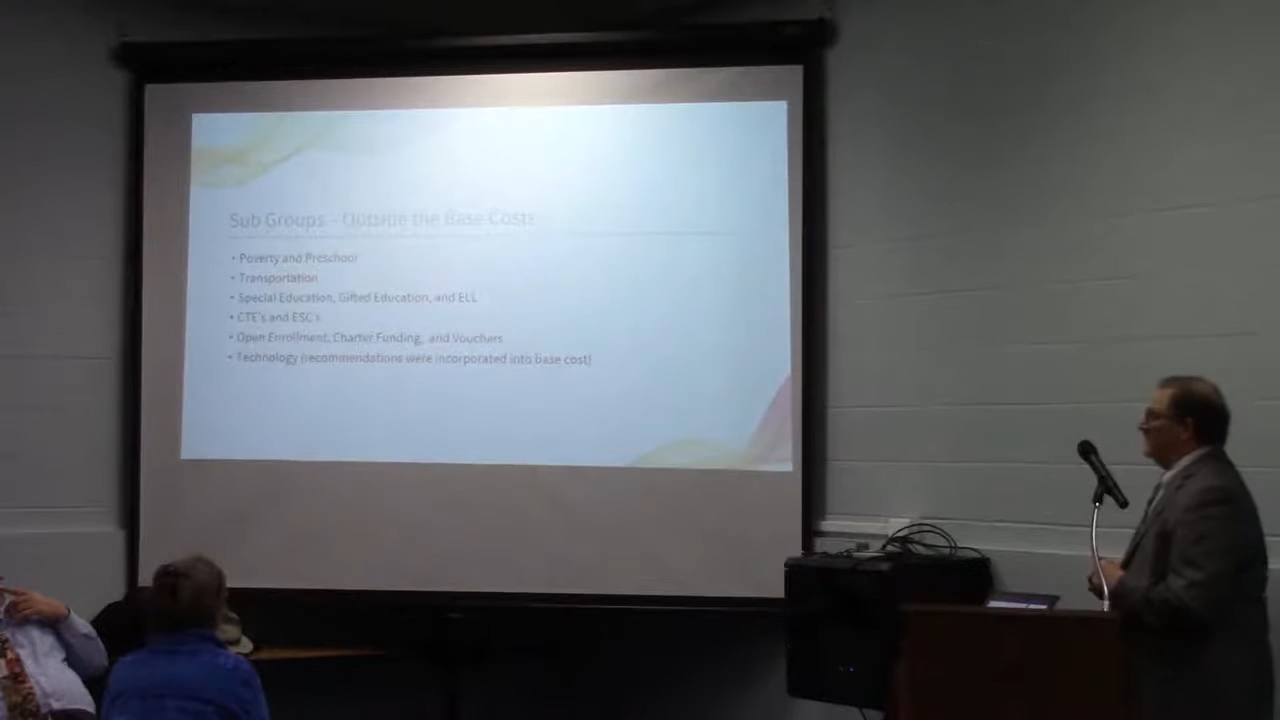 Sub Groups - Outside the Base Costs
• Poverty and Preschool
• Transportation
• Special Education, Gifted Education, and ELL
• CTE's and ESC's
• Open Enrollment, Charter Funding, and Vouchers
• Technology (recommendations were incorporated into base cost)